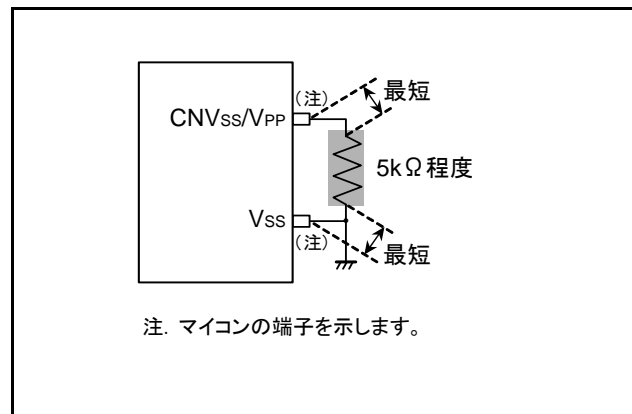 (注)
最短
CNVSS/VPP
5kΩ程度
VSS
(注)
最短
注. マイコンの端子を示します。